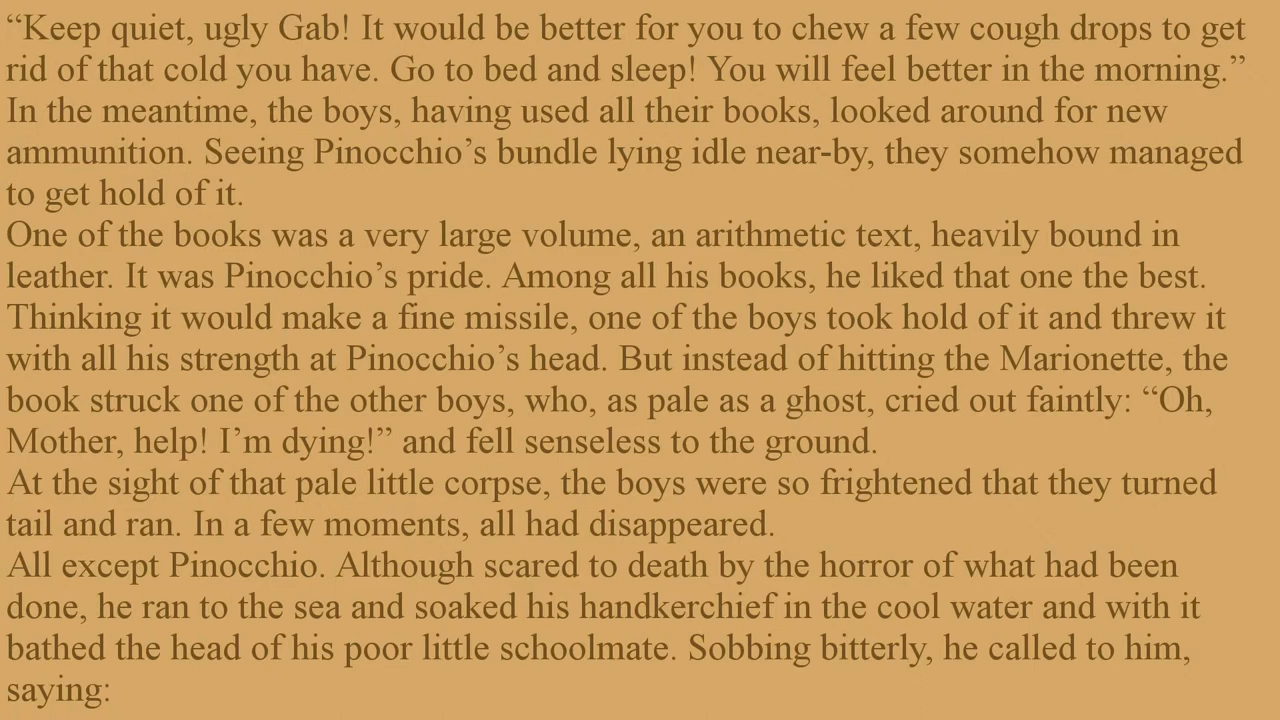 “Keep quiet, ugly Gab! It would be better for you to chew a few cough drops to get
rid of that cold you have. Go to bed and sleep! You will feel better in the morning.”
In the meantime, the boys, having used all their books, looked around for new
ammunition. Seeing Pinocchio’s bundle lying idle near-by, they somehow managed
to get hold of it.
One of the books was a very large volume, an arithmetic text, heavily bound in
leather. It was Pinocchio’s pride. Among all his books, he liked that one the best.
Thinking it would make a fine missile, one of the boys took hold of it and threw it
with all his strength at Pinocchio’s head. But instead of hitting the Marionette, the
book struck one of the other boys, who, as pale as a ghost, cried out faintly: “Oh,
Mother, help! I’m dying!” and fell senseless to the ground.
At the sight of that pale little corpse, the boys were so frightened that they turned
tail and ran. In a few moments, all had disappeared.
All except Pinocchio. Although scared to death by the horror of what had been
done, he ran to the sea and soaked his handkerchief in the cool water and with it
bathed the head of his poor little schoolmate. Sobbing bitterly, he called to him,
saying: